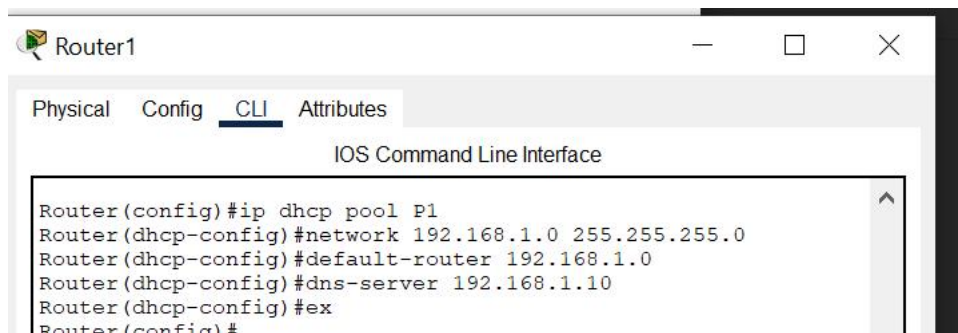 Router1
Physical Config CLI Attributes
IOS Command Line Interface
Router(config)#ip dhcp pool P1
Router(dhcp-config)#network 192.168.1.0 255.255.255.0
Router(dhcp-config)#default-router 192.168.1.0
Router(dhcp-config)#dns-server 192.168.1.10
Router(dhcp-config)#ex
Router(config)#